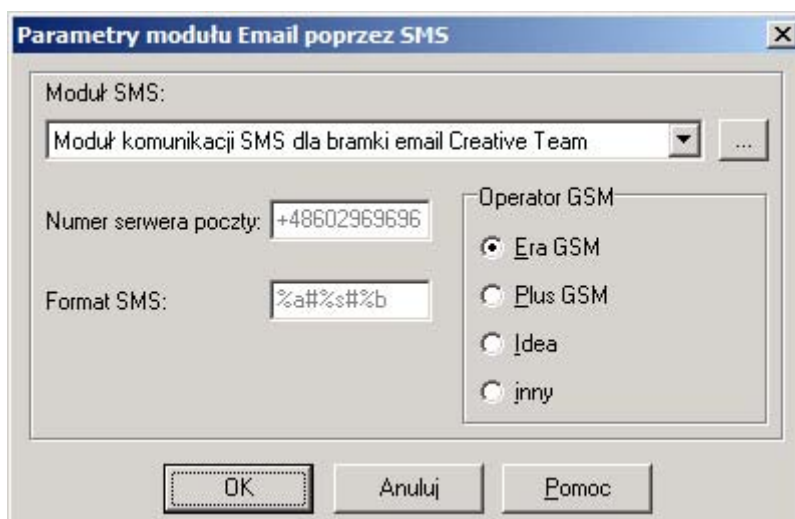 Parametry modułu Email poprzez SMS
Moduł SMS:
Moduł komunikacji SMS dla bramki email Creative Team
...
Numer serwera poczty:
+48602969696
Format SMS:
%a#%s#%b
Operator GSM
Era GSM
Plus GSM
Idea
inny
OK
Anuluj
Pomoc